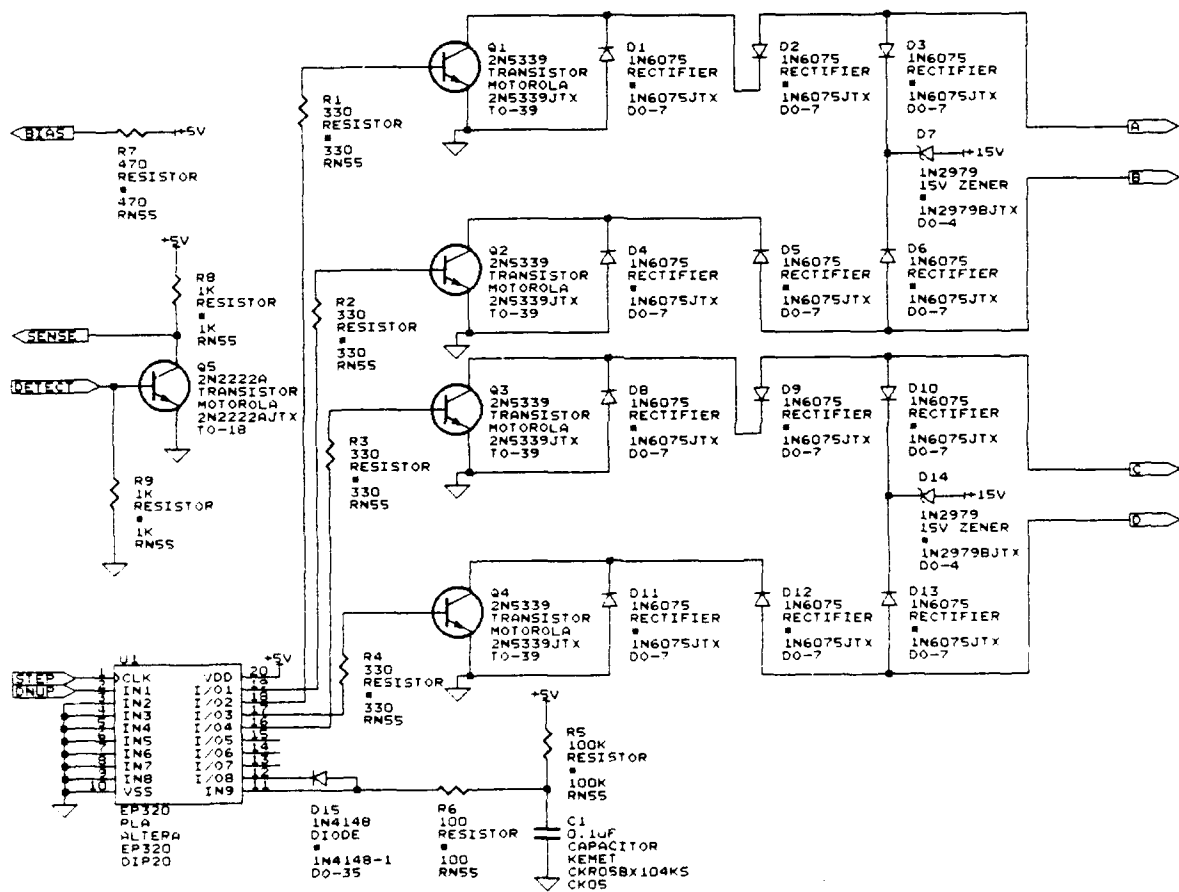 Q1
2N5339
TRANSISTOR
MOTOROLA
2N5339JTX
TO-39
D1
1N6075
RECTIFIER
1N6075JTX
DO-7
D2
1N6075
RECTIFIER
1N6075JTX
DO-7
D3
1N6075
RECTIFIER
1N6075JTX
DO-7
A
R1
330
RESISTOR
330
RN55
BIAS
+5V
R7
470
RESISTOR
470
RN55
D7
+15V
1N2979
15V ZENER
1N2979BJTX
DO-4
B
Q2
2N5339
TRANSISTOR
MOTOROLA
2N5339JTX
TO-39
D4
1N6075
RECTIFIER
1N6075JTX
DO-7
D5
1N6075
RECTIFIER
1N6075JTX
DO-7
D6
1N6075
RECTIFIER
1N6075JTX
DO-7
+5V
R8
1K
RESISTOR
1K
RN55
R2
330
RESISTOR
330
RN55
SENSE
DETECT
Q5
2N2222A
TRANSISTOR
MOTOROLA
2N2222AJTX
TO-18
Q3
2N5339
TRANSISTOR
MOTOROLA
2N5339JTX
TO-39
D8
1N6075
RECTIFIER
1N6075JTX
DO-7
D9
1N6075
RECTIFIER
1N6075JTX
DO-7
D10
1N6075
RECTIFIER
1N6075JTX
DO-7
C
R3
330
RESISTOR
330
RN55
R9
1K
RESISTOR
1K
RN55
D14
+15V
1N2979
15V ZENER
1N2979BJTX
DO-4
D
Q4
2N5339
TRANSISTOR
MOTOROLA
2N5339JTX
TO-39
D11
1N6075
RECTIFIER
1N6075JTX
DO-7
D12
1N6075
RECTIFIER
1N6075JTX
DO-7
D13
1N6075
RECTIFIER
1N6075JTX
DO-7
R4
330
RESISTOR
330
RN55
U1
+5V
STEP
CLK VDD 20
DNUP
IN1 I/O1
IN2 I/O2
IN3 I/O3
IN4 I/O4
IN5 I/O5
IN6 I/O6
IN7 I/O7
IN8 I/O8
10 VSS IN9 11
EP320
PLA
ALTERA
EP320
DIP20
D15
1N4148
DIODE
1N4148-1
DO-35
R6
100
RESISTOR
100
RN55
+5V
R5
100K
RESISTOR
100K
RN55
C1
0.1uF
CAPACITOR
KEMET
CKR05BX104KS
CK05